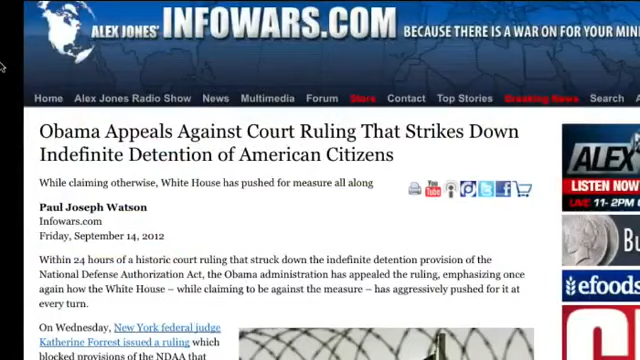 ALEX JONES' INFOWARS.COM BECAUSE THERE IS A WAR ON FOR YOUR
Home Alex Jones Radio Show News Multimedia Forum Store Contact Top Stories Breaking News Search
Obama Appeals Against Court Ruling That Strikes Down
Indefinite Detention of American Citizens
While claiming otherwise, White House has pushed for measure all along
You
Tube
Paul Joseph Watson
Infowars.com
Friday, September 14, 2012
Within 24 hours of a historic court ruling that struck down the indefinite detention provision of the
National Defense Authorization Act, the Obama administration has appealed the ruling, emphasizing once
again how the White House – while claiming to be against the measure – has aggressively pushed for it at
every turn.
On Wednesday, New York federal judge
Katherine Forrest issued a ruling which
blocked provisions of the NDAA that
ALEX
LISTEN NOW
LIVE 11- 2P.M
Bu
efoods